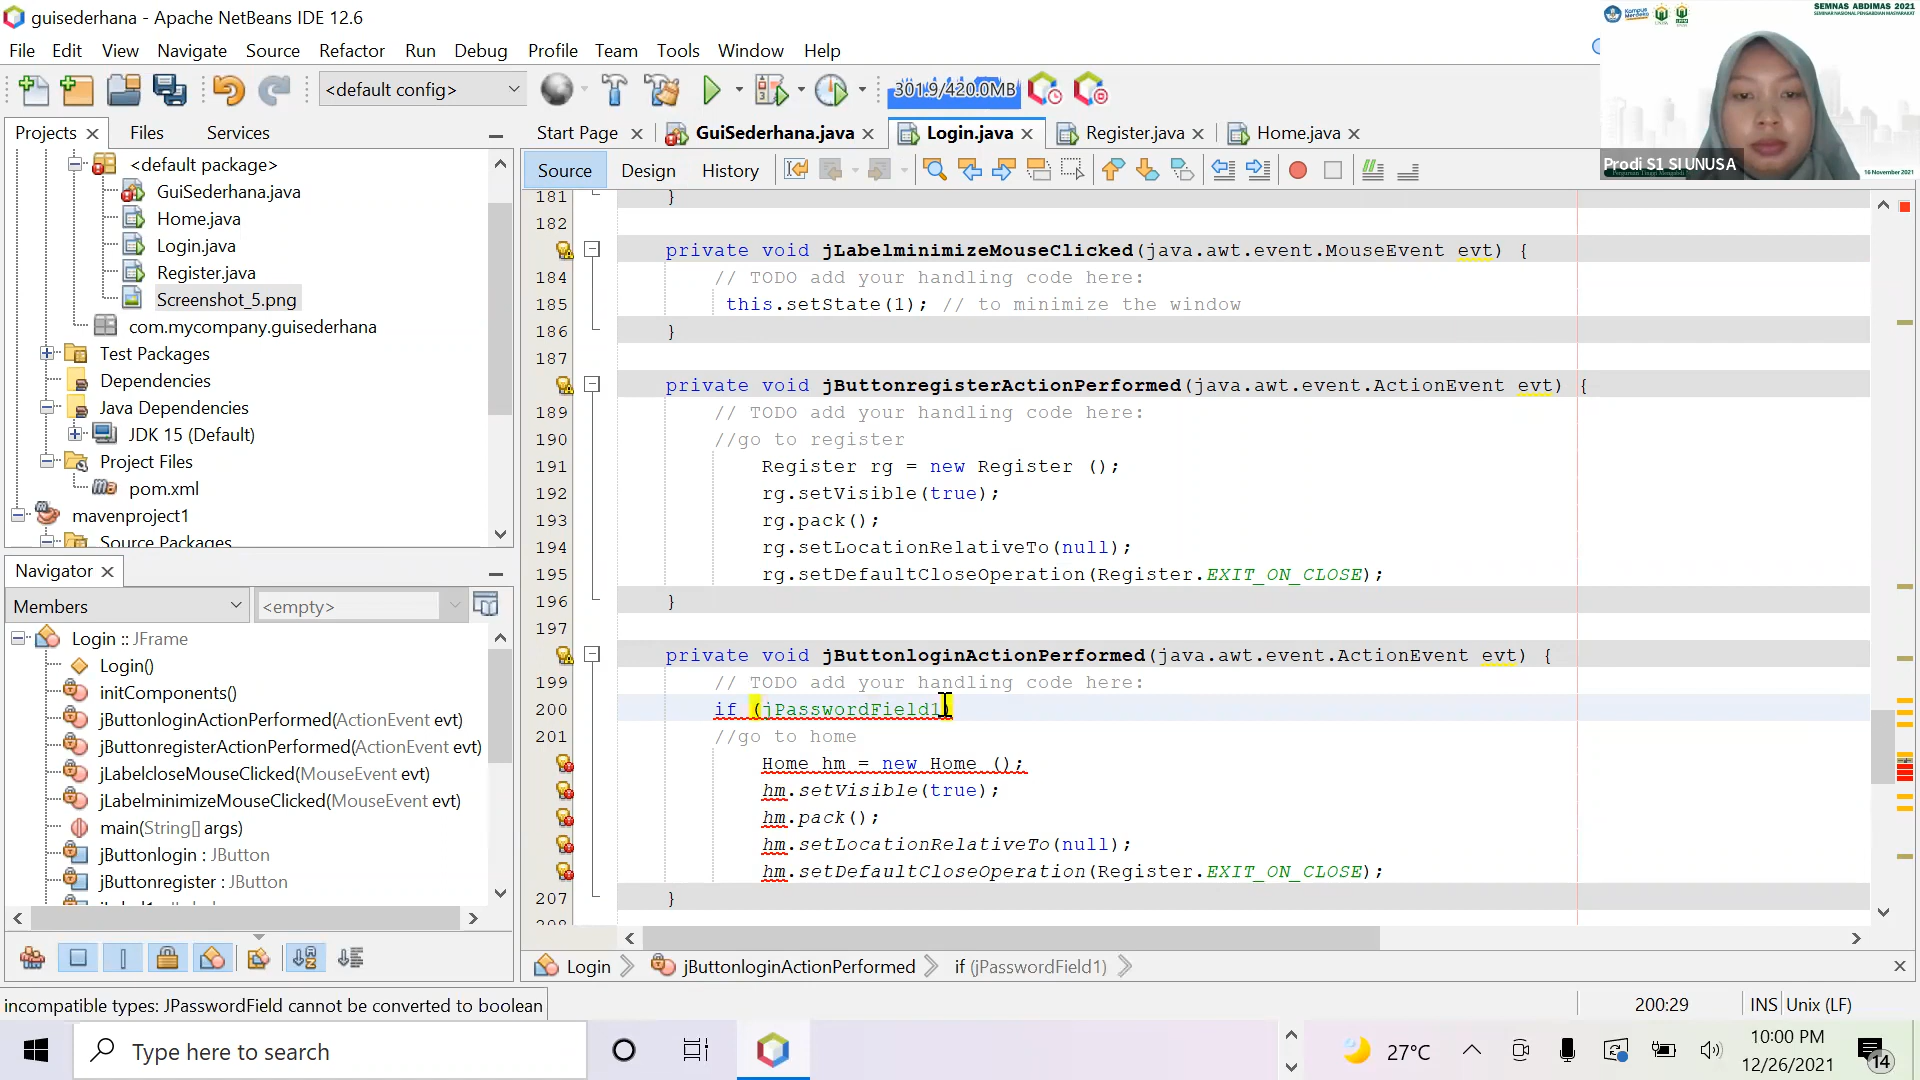 guisederhana - Apache NetBeans IDE 12.6
File Edit View Navigate Source Refactor Run Debug Profile Team Tools Window Help
<default config>
301.9/420.0MB
SEMNAS ABDIMAS 2021
Prodi S1 SI UNUSA
16 November 2021
Projects Files Services
<default package>
GuiSederhana.java
Home.java
Login.java
Register.java
Screenshot_5.png
com.mycompany.guisederhana
Test Packages
Dependencies
Java Dependencies
JDK 15 (Default)
Project Files
pom.xml
mavenproject1
Source Packages
Navigator
Members <empty>
Login :: JFrame
Login()
initComponents()
jButtonloginActionPerformed(ActionEvent evt)
jButtonregisterActionPerformed(ActionEvent evt)
jLabelcloseMouseClicked(MouseEvent evt)
jLabelminimizeMouseClicked(MouseEvent evt)
main(String[] args)
jButtonlogin : JButton
jButtonregister : JButton
Start Page GuiSederhana.java Login.java Register.java Home.java
Source Design History
181 }
182
private void jLabelminimizeMouseClicked(java.awt.event.MouseEvent evt) {
184 // TODO add your handling code here:
185 this.setState(1); // to minimize the window
186 }
187
private void jButtonregisterActionPerformed(java.awt.event.ActionEvent evt) {
189 // TODO add your handling code here:
190 //go to register
191 Register rg = new Register ();
192 rg.setVisible(true);
193 rg.pack();
194 rg.setLocationRelativeTo(null);
195 rg.setDefaultCloseOperation(Register.EXIT_ON_CLOSE);
196 }
197
private void jButtonloginActionPerformed(java.awt.event.ActionEvent evt) {
199 // TODO add your handling code here:
200 if (jPasswordField1)
201 //go to home
Home hm = new Home ();
hm.setVisible(true);
hm.pack();
hm.setLocationRelativeTo(null);
hm.setDefaultCloseOperation(Register.EXIT_ON_CLOSE);
207 }
Login jButtonloginActionPerformed if (jPasswordField1)
incompatible types: JPasswordField cannot be converted to boolean
200:29 INS Unix (LF)
Type here to search
27°C
10:00 PM
12/26/2021
14